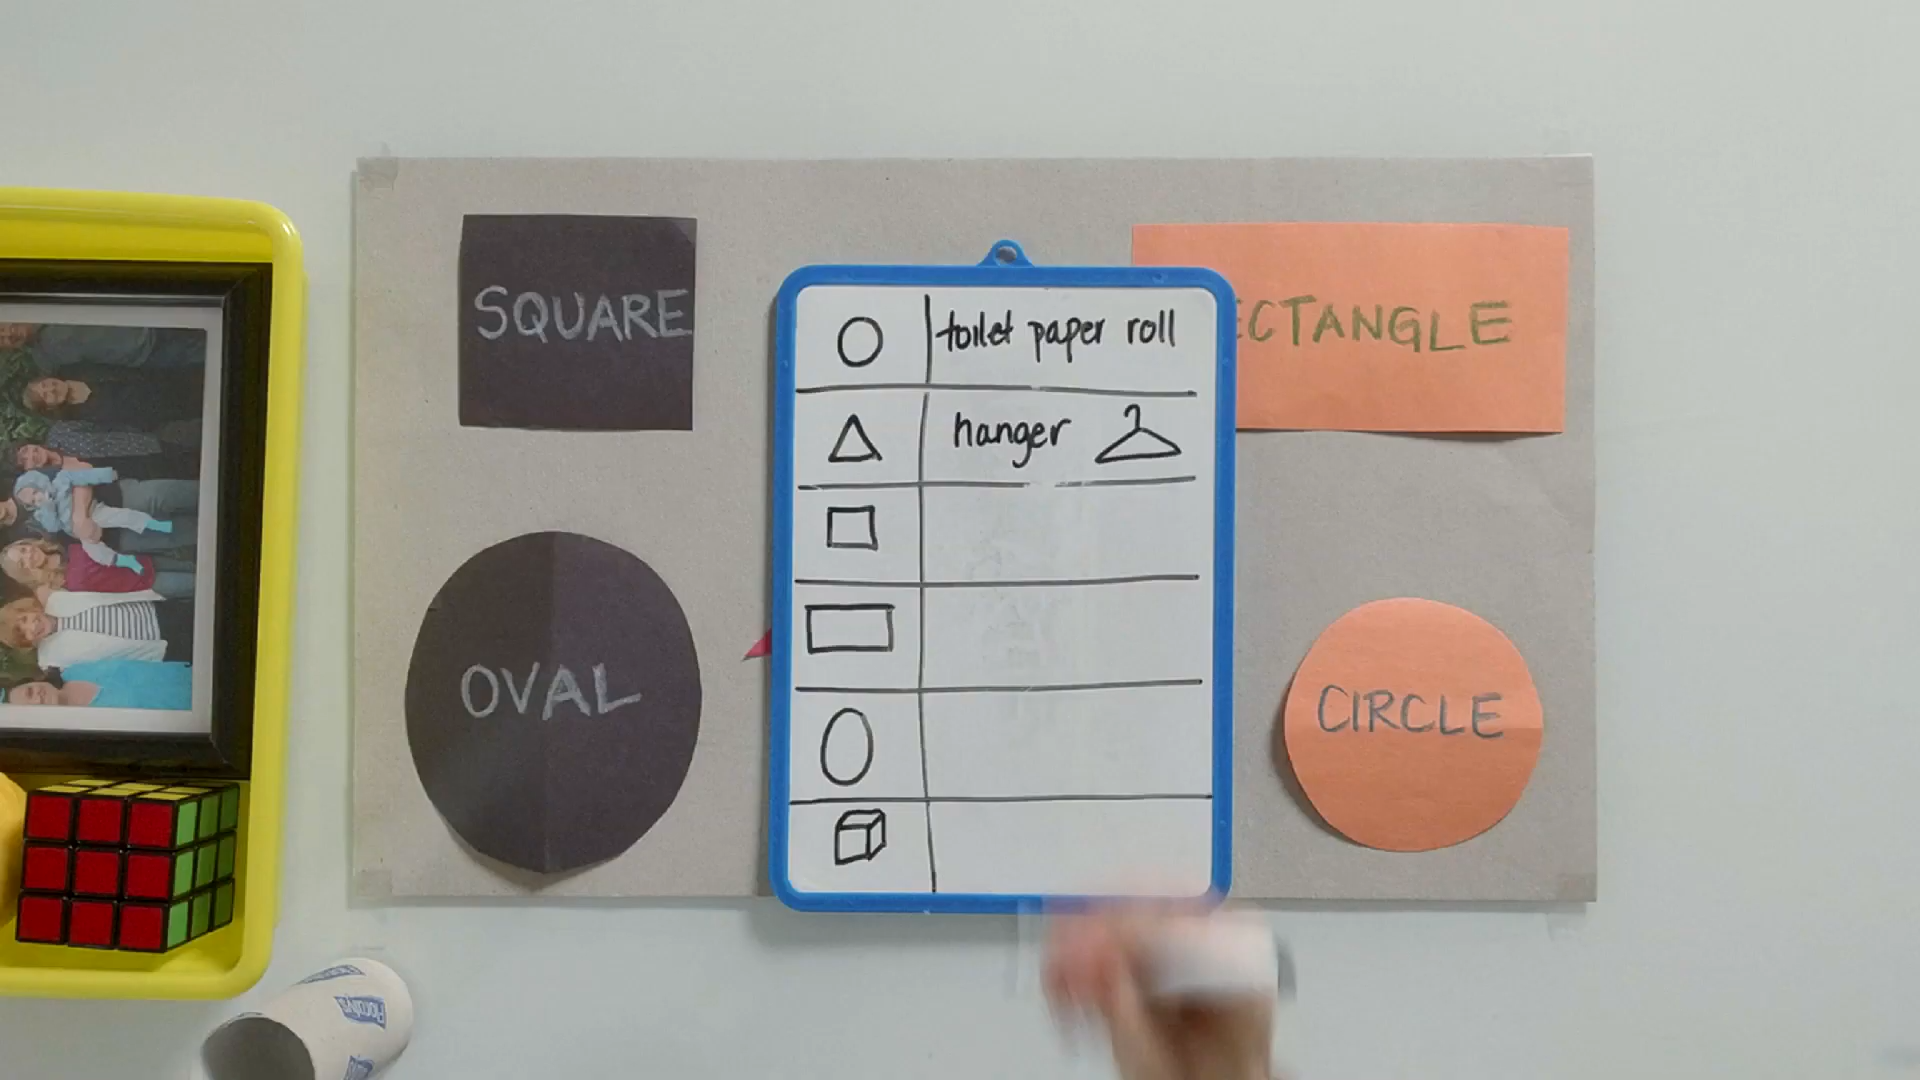 SQUARE
ECTANGLE
toilet paper roll
hanger
OVAL
CIRCLE